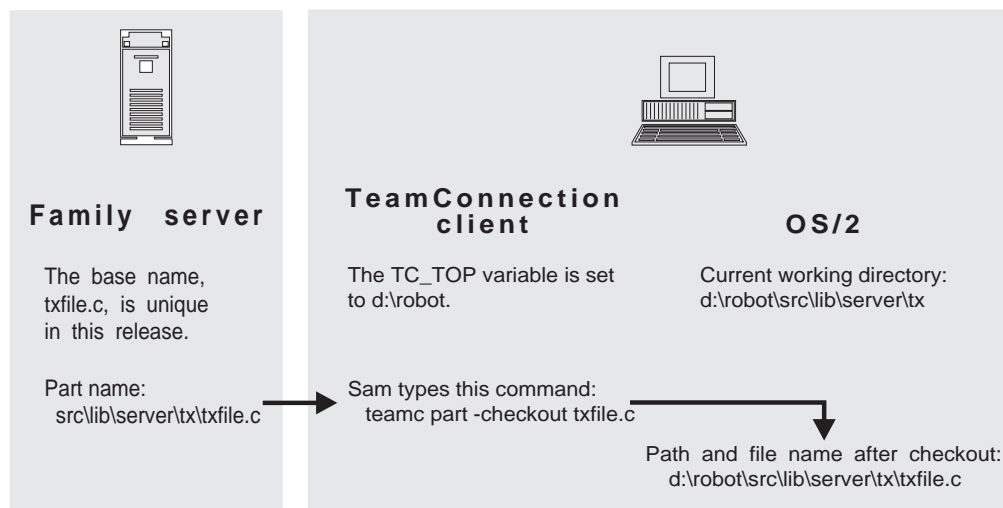 Family server
The base name,
txfile.c, is unique
in this release.
Part name:
src\lib\server\tx\txfile.c
TeamConnection
client
The TC_TOP variable is set
to d:\robot.
Sam types this command:
teamc part -checkout txfile.c
OS/2
Current working directory:
d:\robot\src\lib\server\tx
Path and file name after checkout:
d:\robot\src\lib\server\tx\txfile.c